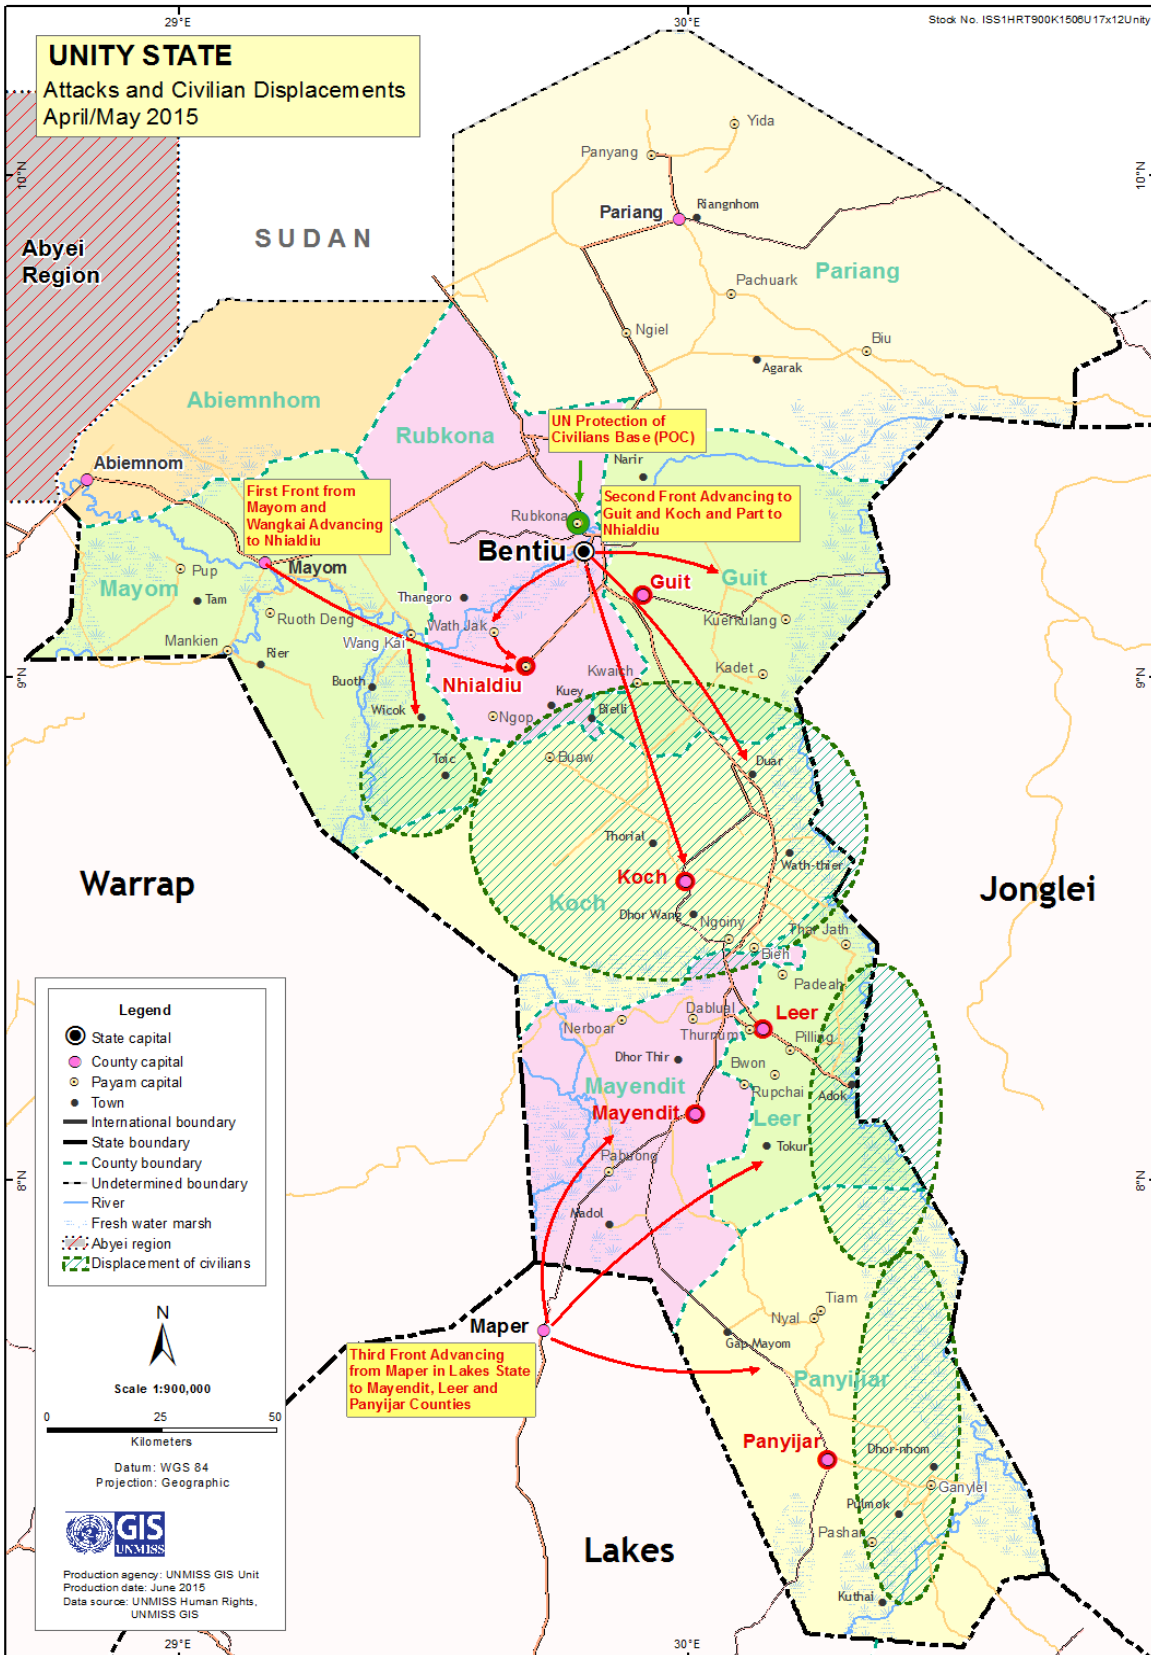 29°E
30°E
Stock No. ISS1HRT900K1506U17x12Unity
UNITY STATE
Attacks and Civilian Displacements
April/May 2015
10°N
10°N
Yida
Panyang
Pariang
Riangnhom
SUDAN
Abyei
Region
Pariang
Pachuark
Ngiel
Biu
Agarak
Abiemnhom
Rubkona
UN Protection of
Civilians Base (POC)
Narir
Abiemnom
First Front from
Mayom and
Wangkai Advancing
to Nhialdiu
Second Front Advancing to
Guit and Koch and Part to
Nhialdiu
Rubkona
Bentiu
Mayom
Mayom
Pup
Tam
Guit
Guit
Thangoro
Ruoth Deng
Wath Jak
Kuerkulang
Mankien
Wang Kai
Rier
9°N
9°N
Kadet
Kwaich
Nhialdiu
Buoth
Wicok
Kuey
Ngop
Bielli
Toic
Buaw
Duar
Thorial
Wath-thier
Koch
Koch
Warrap
Jonglei
Dhor Wang
Ngoiny
Thar Jath
Bieh
Padeah
Leer
Dablual
Nerboar
Thurnum
Pilling
Dhor Thir
Bwon
Rupchai
Adok
Mayendit
Mayendit
Leer
Tokur
Pabuong
8°N
8°N
Madol
Tiam
Nyal
Maper
Gap-Mayom
Third Front Advancing
from Maper in Lakes State
to Mayendit, Leer and
Panyijar Counties
Panyijiar
Panyijar
Dhor-nhom
Ganylel
Pulmok
Pashar
Lakes
Kuthai
Legend
State capital
County capital
Payam capital
Town
International boundary
State boundary
County boundary
Undetermined boundary
River
Fresh water marsh
Abyei region
Displacement of civilians
N
Scale 1:900,000
0 25 50
Kilometers
Datum: WGS 84
Projection: Geographic
GIS
UNMISS
Production agency: UNMISS GIS Unit
Production date: June 2015
Data source: UNMISS Human Rights,
UNMISS GIS
29°E
30°E